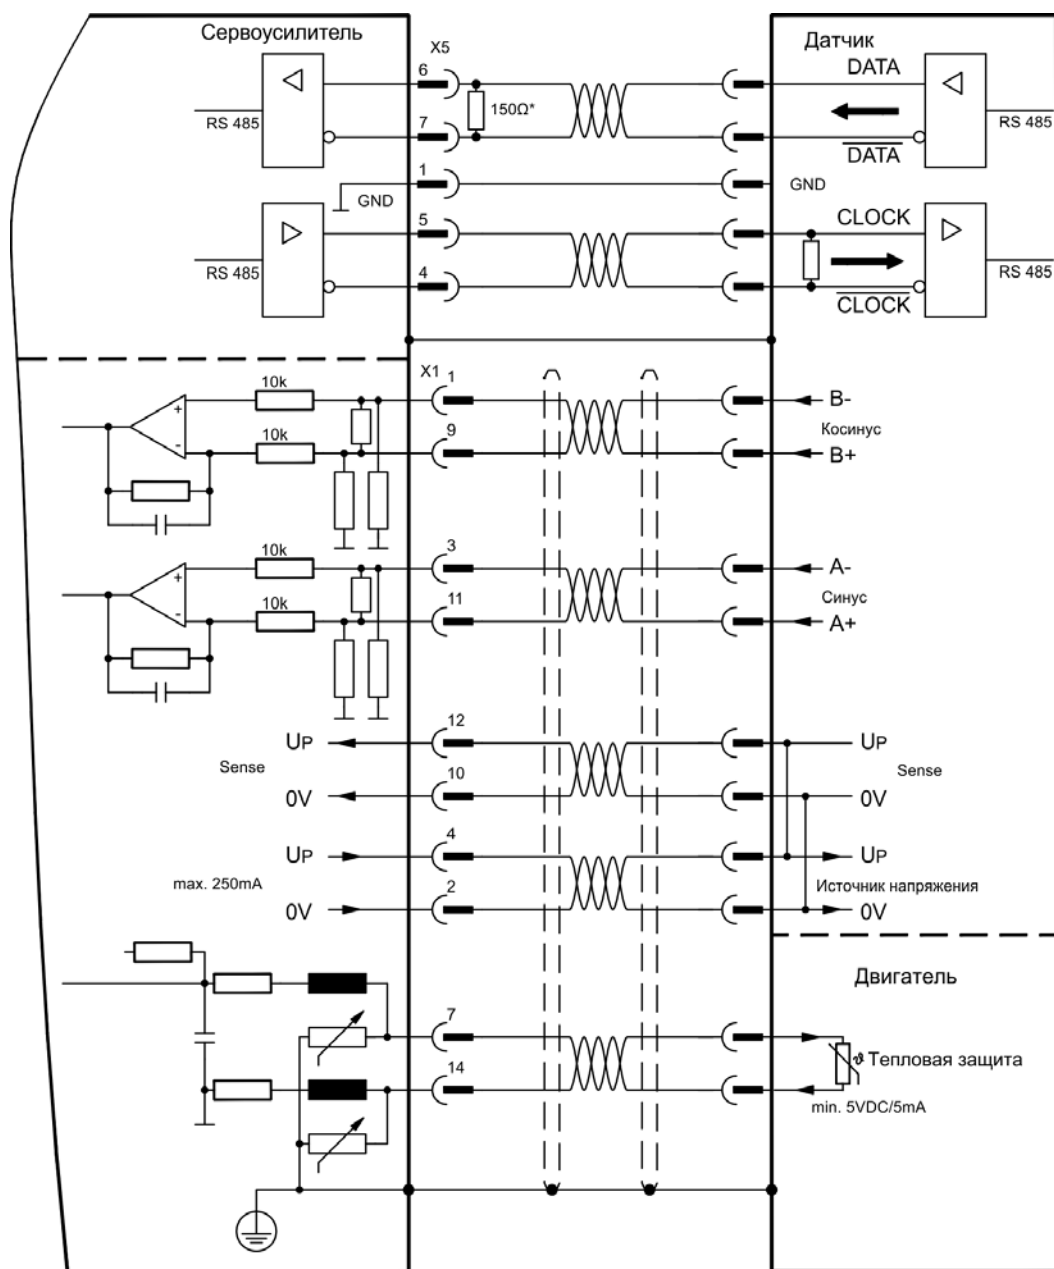 Сервоусилитель
X5
Датчик
6
DATA
150Ω*
RS 485
RS 485
7
DATA
1
GND
GND
5
CLOCK
RS 485
RS 485
4
CLOCK
X1
1
10k
B-
+
Косинус
10k
9
-
B+
3
10k
A-
+
Синус
10k
11
-
A+
12
UP
UP
Sense
Sense
10
0V
0V
4
UP
UP
max. 250mA
Источник напряжения
2
0V
0V
Двигатель
7
ϑ Тепловая защита
14
min. 5VDC/5mA